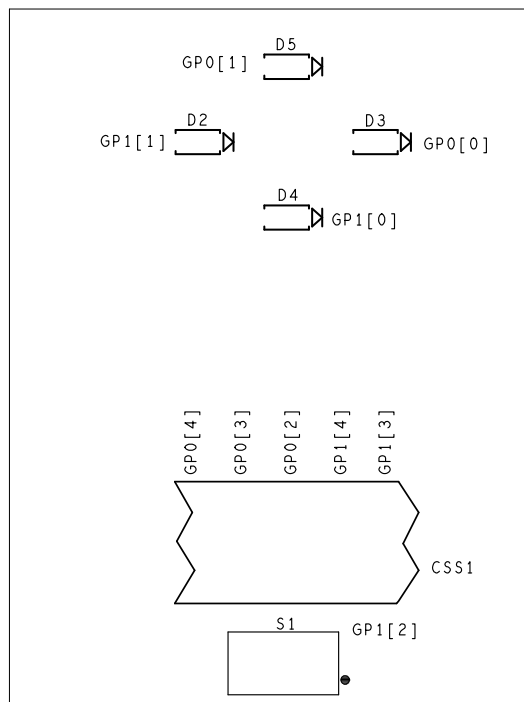 D5
GP0[1]
D2
GP1[1]
D3
GP0[0]
D4
GP1[0]
GP0[4]
GP0[3]
GP0[2]
GP1[4]
GP1[3]
CSS1
S1
GP1[2]